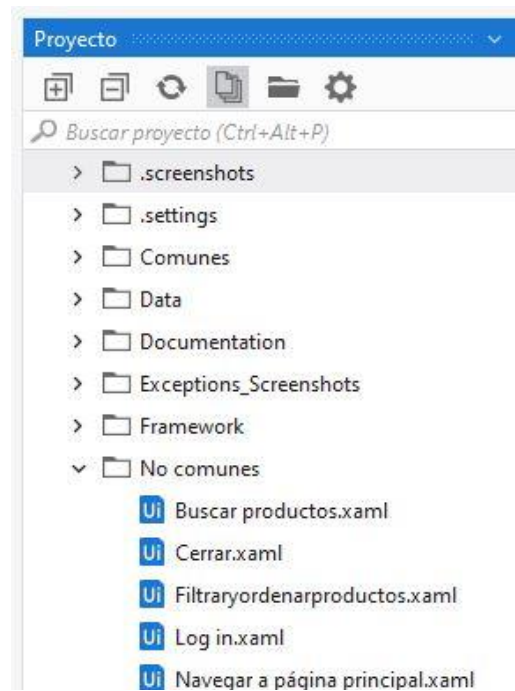 Proyecto
Buscar proyecto (Ctrl+Alt+P)
.screenshots
.settings
Comunes
Data
Documentation
Exceptions_Screenshots
Framework
No comunes
Ui Buscar productos.xaml
Ui Cerrar.xaml
Ui Filtraryordenarproductos.xaml
Ui Log in.xaml
Ui Navegar a página principal.xaml